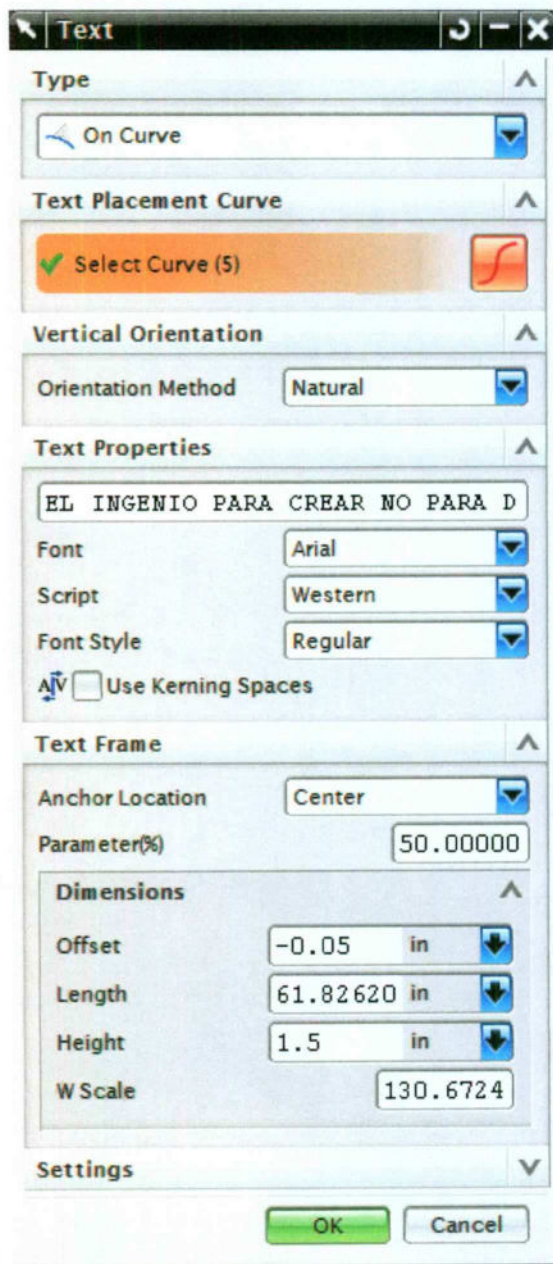 Text
Type
On Curve
Text Placement Curve
Select Curve (5)
Vertical Orientation
Orientation Method Natural
Text Properties
EL INGENIO PARA CREAR NO PARA D
Font Arial
Script Western
Font Style Regular
A|V Use Kerning Spaces
Text Frame
Anchor Location Center
Parameter(%) 50.00000
Dimensions
Offset -0.05 in
Length 61.82620 in
Height 1.5 in
W Scale 130.6724
Settings
OK Cancel